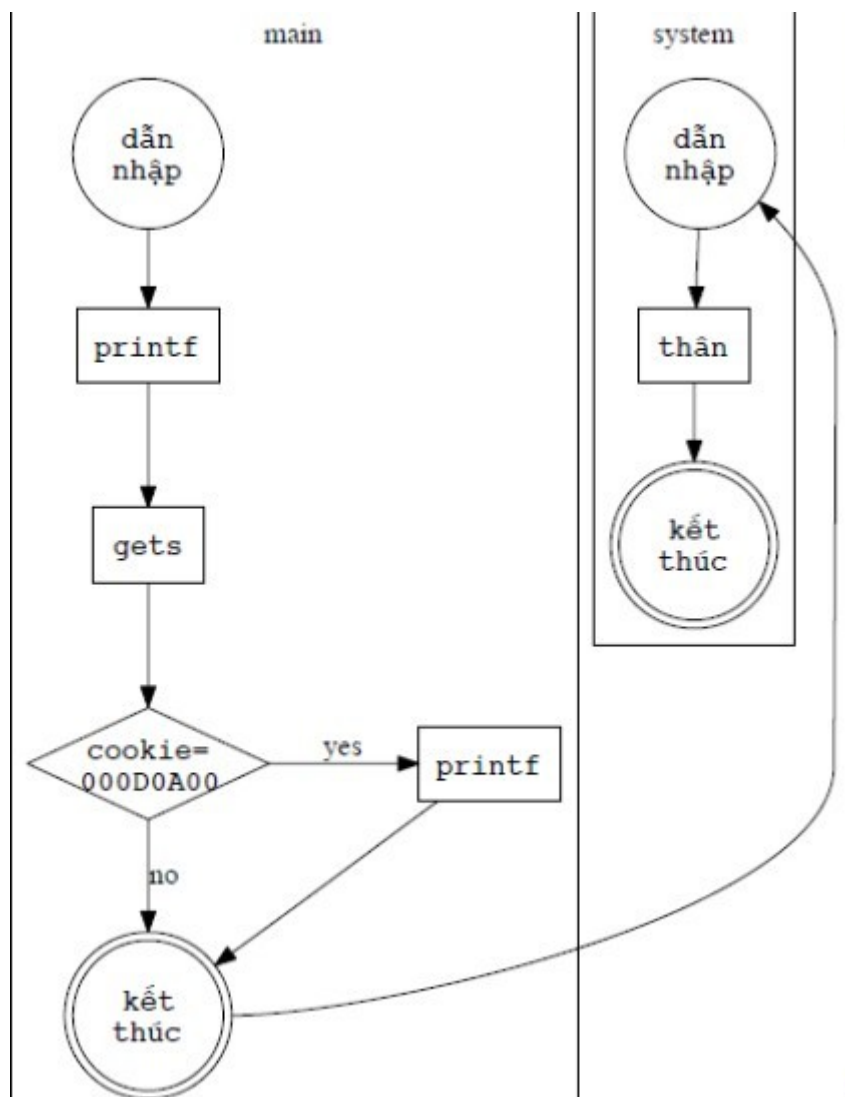 main
dẫn
nhập
printf
gets
cookie=
000D0A00
yes
printf
no
kết
thúc
system
dẫn
nhập
thân
kết
thúc